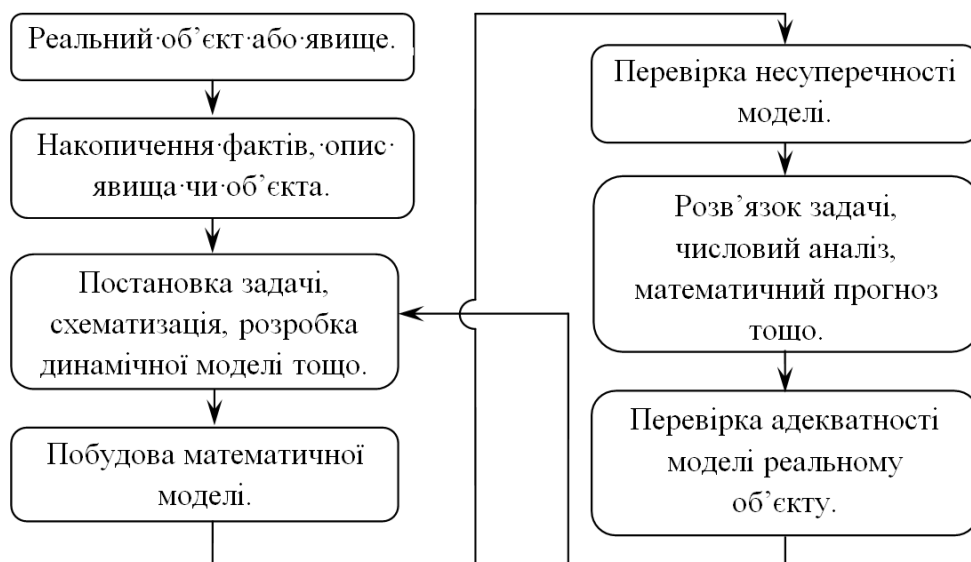 Реальний·об’єкт·або·явище.
Накопичення·фактів,·опис·
явища·чи·об’єкта.
Постановка задачі,
схематизація, розробка
динамічної моделі тощо.
Побудова математичної
моделі.
Перевірка несуперечності
моделі.
Розв’язок задачі,
числовий аналіз,
математичний прогноз
тощо.
Перевірка адекватності
моделі реальному
об’єкту.